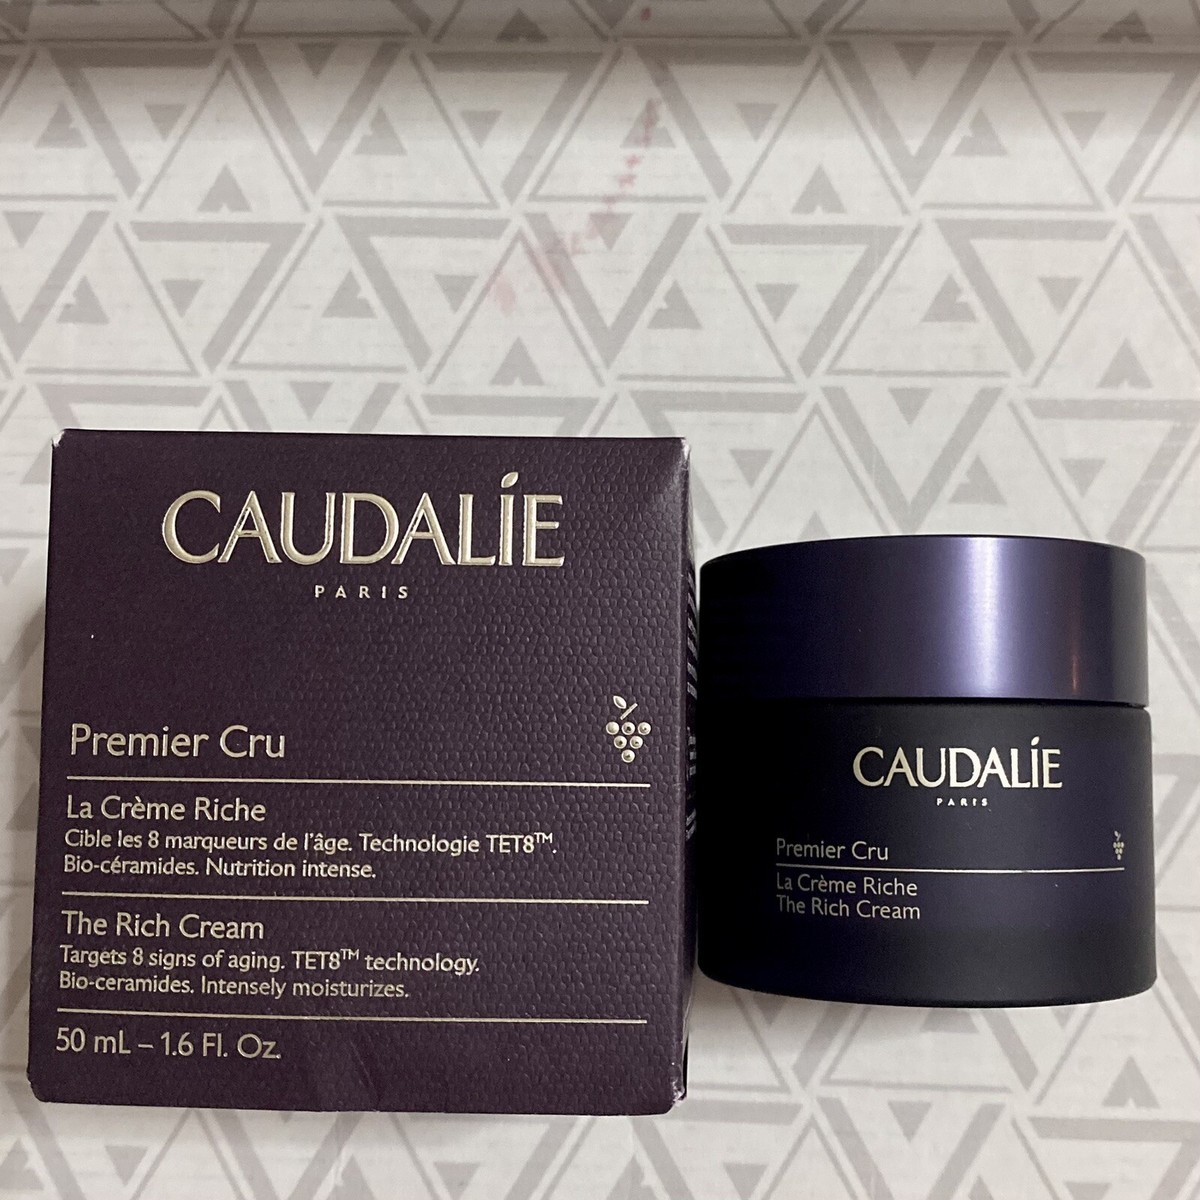 CAUDALÍE
PARIS
Premier Cru
La Crème Riche
Cible les 8 marqueurs de l'âge. Technologie TET8™.
Bio-céramides. Nutrition intense.
The Rich Cream
Targets 8 signs of aging. TET8™ technology.
Bio-ceramides. Intensely moisturizes.
50 mL – 1.6 Fl. Oz.
CAUDALÍE
PARIS
Premier Cru
La Crème Riche
The Rich Cream